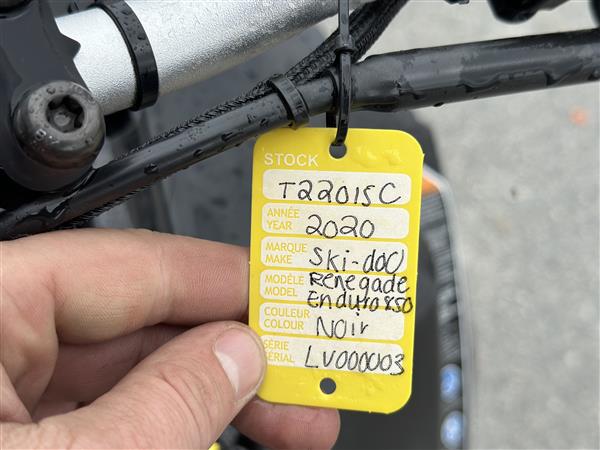 STOCK
T22015C
ANNÉE
YEAR 2020
MARQUE
MAKE Ski-doo
MODÈLE Renegade
MODEL Enduro 850
COULEUR
COLOUR Noir
SÉRIE
SERIAL LV000003